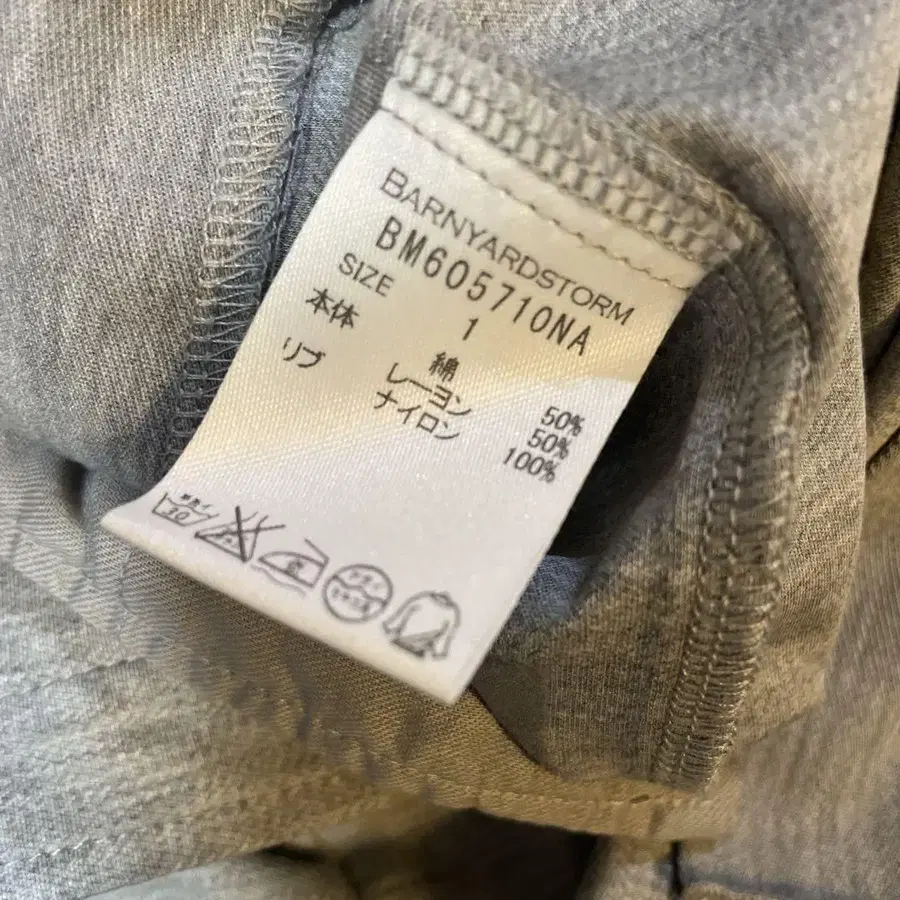 BARNYARDSTORM
BM605710NA
SIZE 1
本体 綿 50%
レーヨン 50%
リブ ナイロン 100%
30